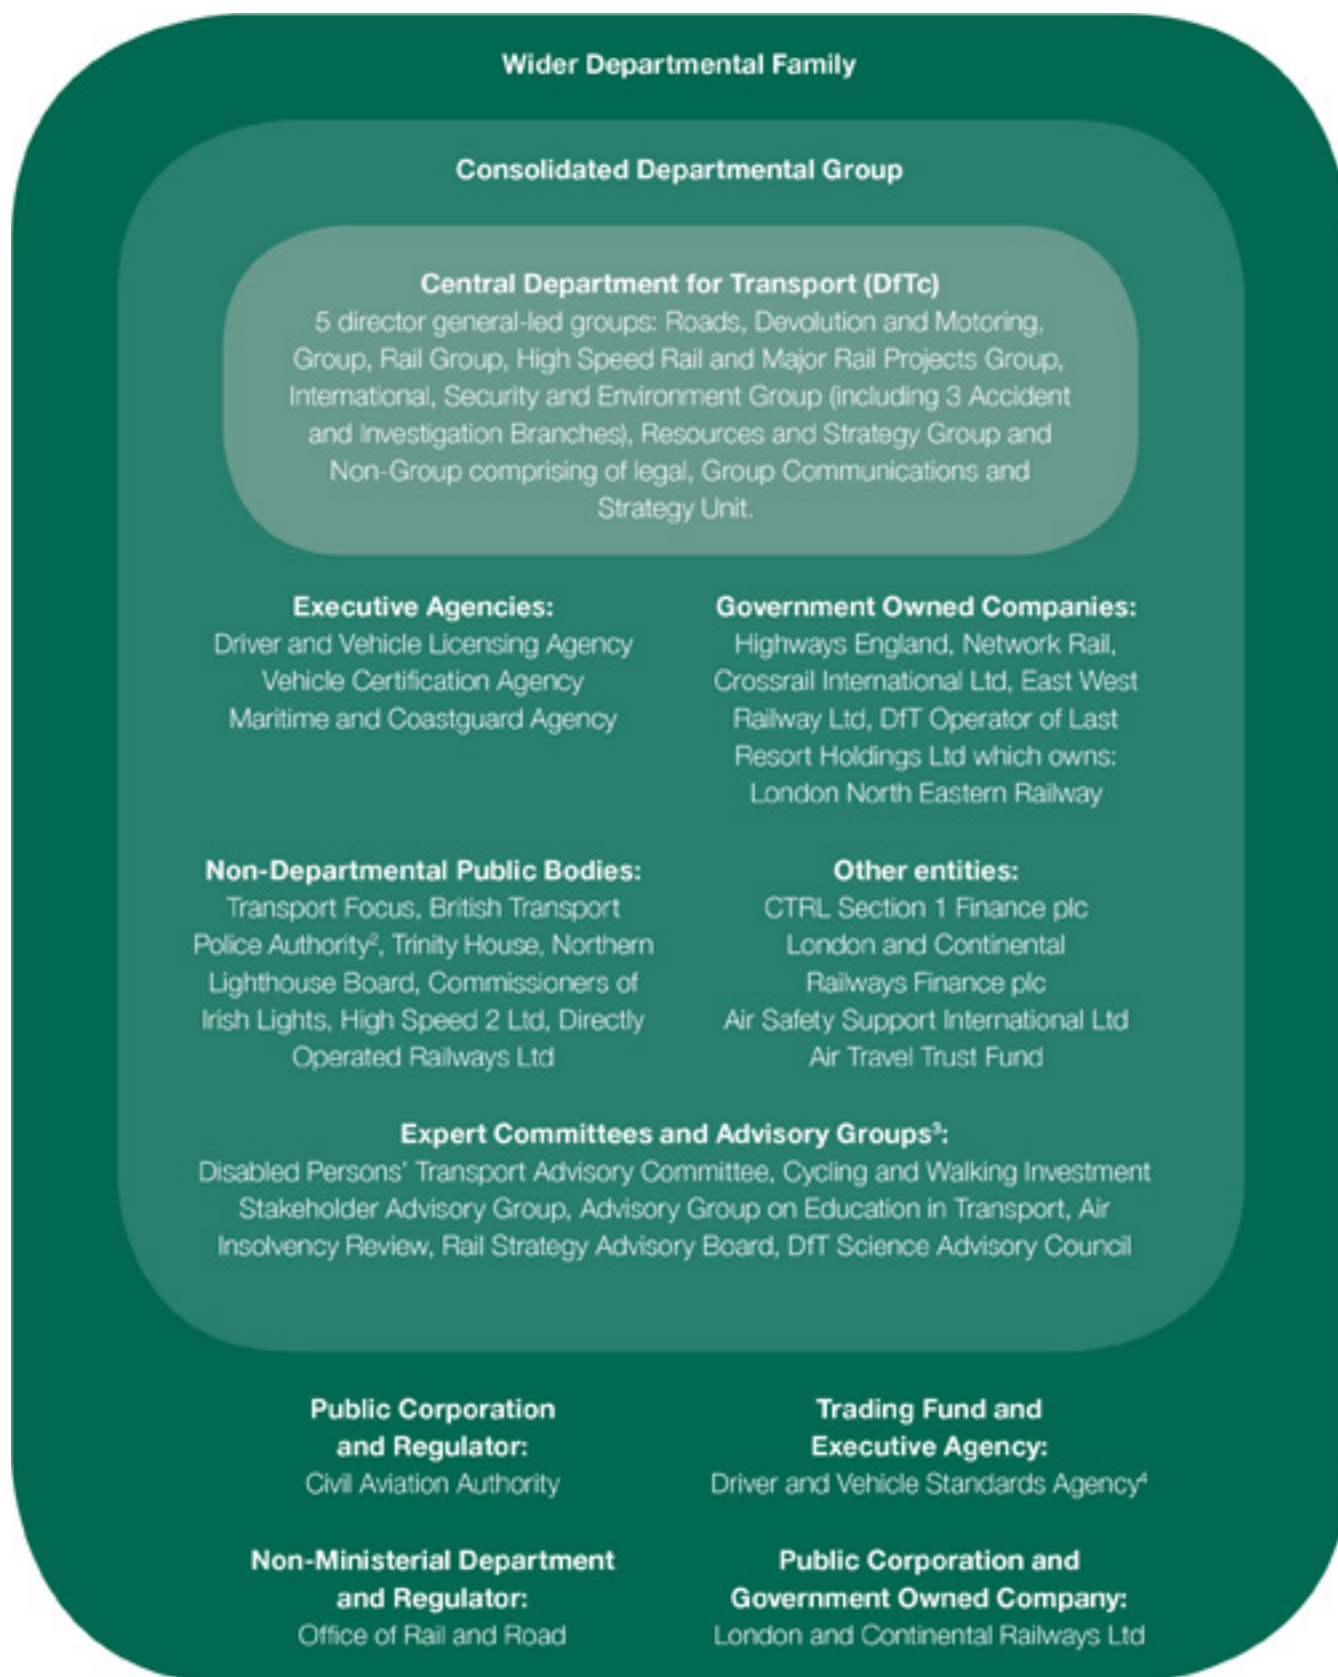 Wider Departmental Family
Consolidated Departmental Group
Central Department for Transport (DfTc)
5 director general-led groups: Roads, Devolution and Motoring,
Group, Rail Group, High Speed Rail and Major Rail Projects Group,
International, Security and Environment Group (including 3 Accident
and Investigation Branches), Resources and Strategy Group and
Non-Group comprising of legal, Group Communications and
Strategy Unit.
Executive Agencies:
Driver and Vehicle Licensing Agency
Vehicle Certification Agency
Maritime and Coastguard Agency
Government Owned Companies:
Highways England, Network Rail,
Crossrail International Ltd, East West
Railway Ltd, DfT Operator of Last
Resort Holdings Ltd which owns:
London North Eastern Railway
Non-Departmental Public Bodies:
Transport Focus, British Transport
Police Authority², Trinity House, Northern
Lighthouse Board, Commissioners of
Irish Lights, High Speed 2 Ltd, Directly
Operated Railways Ltd
Other entities:
CTRL Section 1 Finance plc
London and Continental
Railways Finance plc
Air Safety Support International Ltd
Air Travel Trust Fund
Expert Committees and Advisory Groups³:
Disabled Persons' Transport Advisory Committee, Cycling and Walking Investment
Stakeholder Advisory Group, Advisory Group on Education in Transport, Air
Insolvency Review, Rail Strategy Advisory Board, DfT Science Advisory Council
Public Corporation
and Regulator:
Civil Aviation Authority
Trading Fund and
Executive Agency:
Driver and Vehicle Standards Agency⁴
Non-Ministerial Department
and Regulator:
Office of Rail and Road
Public Corporation and
Government Owned Company:
London and Continental Railways Ltd